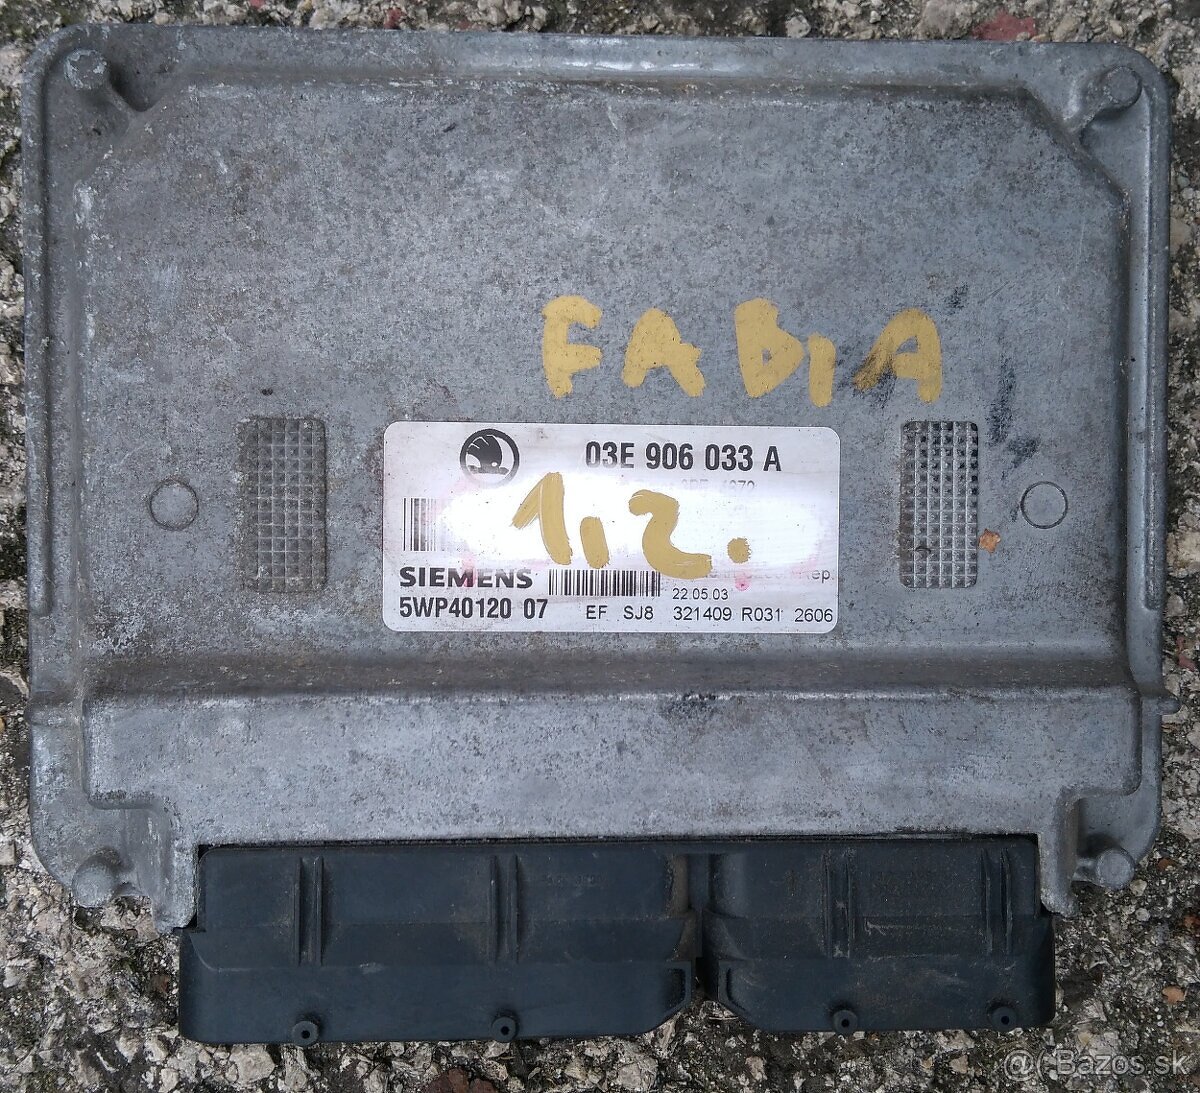 FABIA
03E 906 033 A
1,2.
SIEMENS
22.05.03
5WP40120 07 EF SJ8 321409 R031 2606
@( Bazos.sk